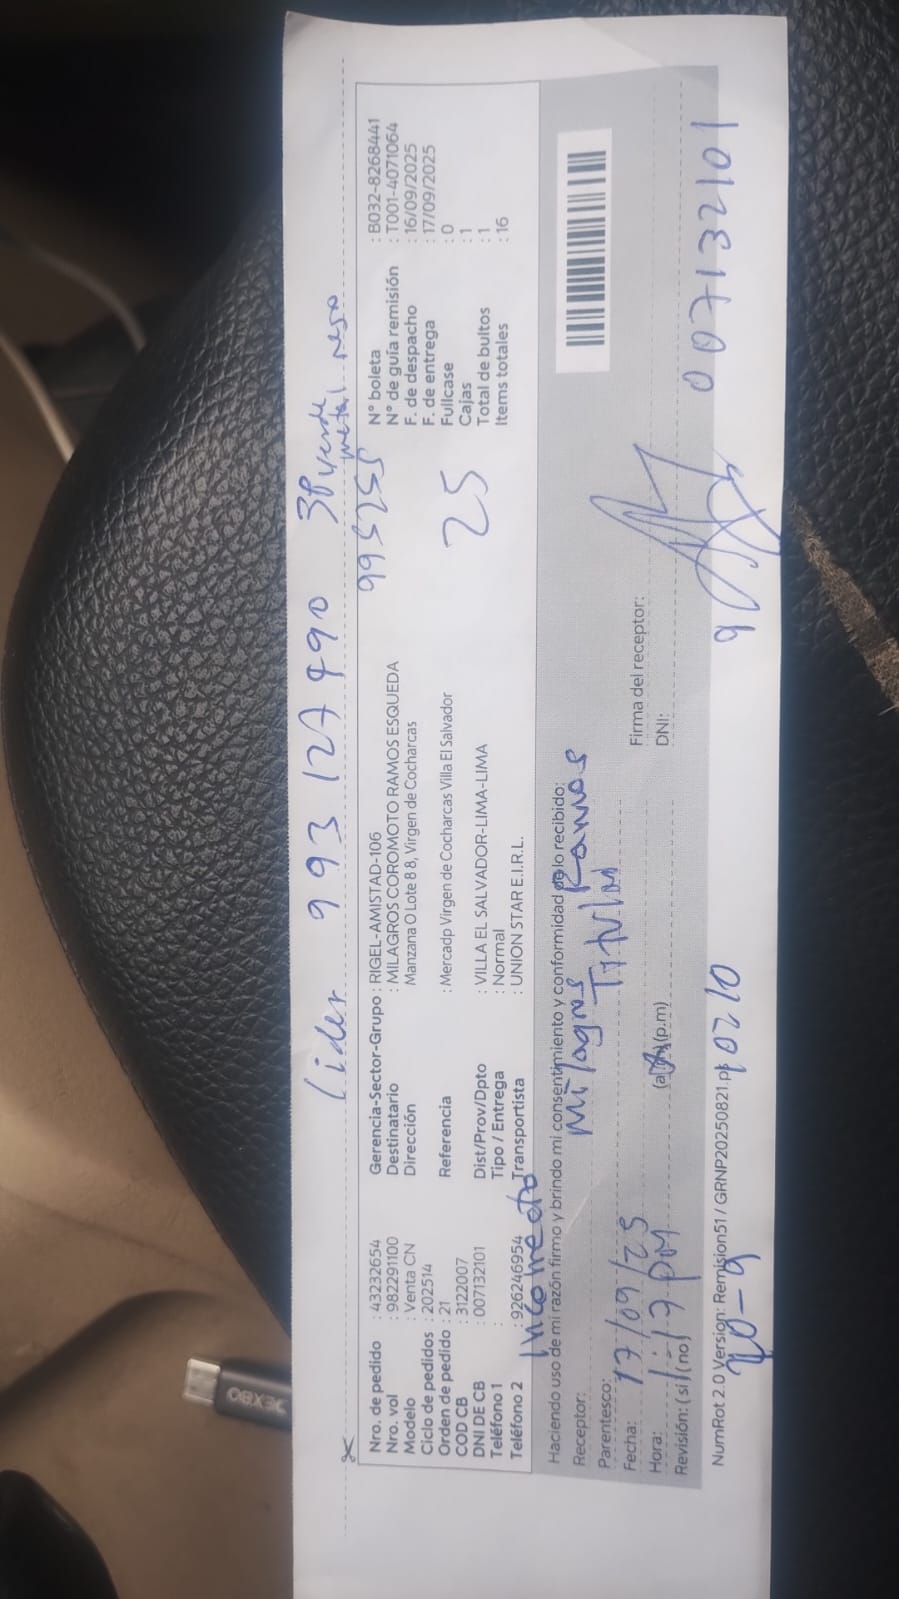 Lider 993 127 490 3P verde
metal reja
995255
Nro. de pedido : 43232654
Nro. vol : 982291100
Modelo : Venta CN
Ciclo de pedidos : 202514
Orden de pedido : 21
COD CB : 3122007
DNI DE CB : 007132101
Teléfono 1 :
Teléfono 2 : 926246954
Gerencia-Sector-Grupo : RIGEL-AMISTAD-106
Destinatario : MILAGROS COROMOTO RAMOS ESQUEDA
Dirección Manzana O Lote 8 8, Virgen de Cocharcas
Referencia : Mercadp Virgen de Cocharcas Villa El Salvador
Dist/Prov/Dpto : VILLA EL SALVADOR-LIMA-LIMA
Tipo / Entrega : Normal
Transportista : UNION STAR E.I.R.L.
N° boleta : B032-8268441
N° de guía remisión : T001-4071064
F. de despacho : 16/09/2025
F. de entrega : 17/09/2025
Fullcase : 0
Cajas : 1
Total de bultos : 1
Items totales : 16
25
Haciendo uso de mi razón firmo y brindo mi consentimiento y conformidad de lo recibido:
Receptor: Milagros Ramos
Parentesco: Titular
Fecha: 17/09/25
Hora: 1:17 PM (p.m)
Revisión: ( si ) ( no )
Firma del receptor:
DNI: 007132101
NumRot 2.0 Version: Remision51 / GRNP20250821.p